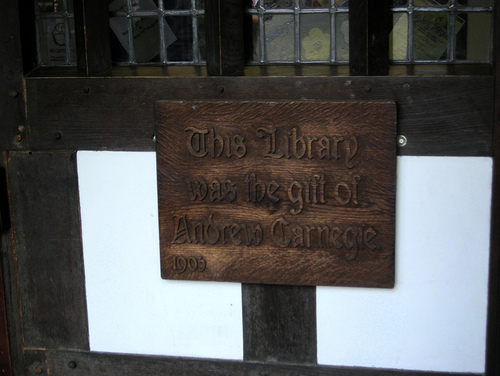 This Library
was the gift of
Andrew Carnegie
1905